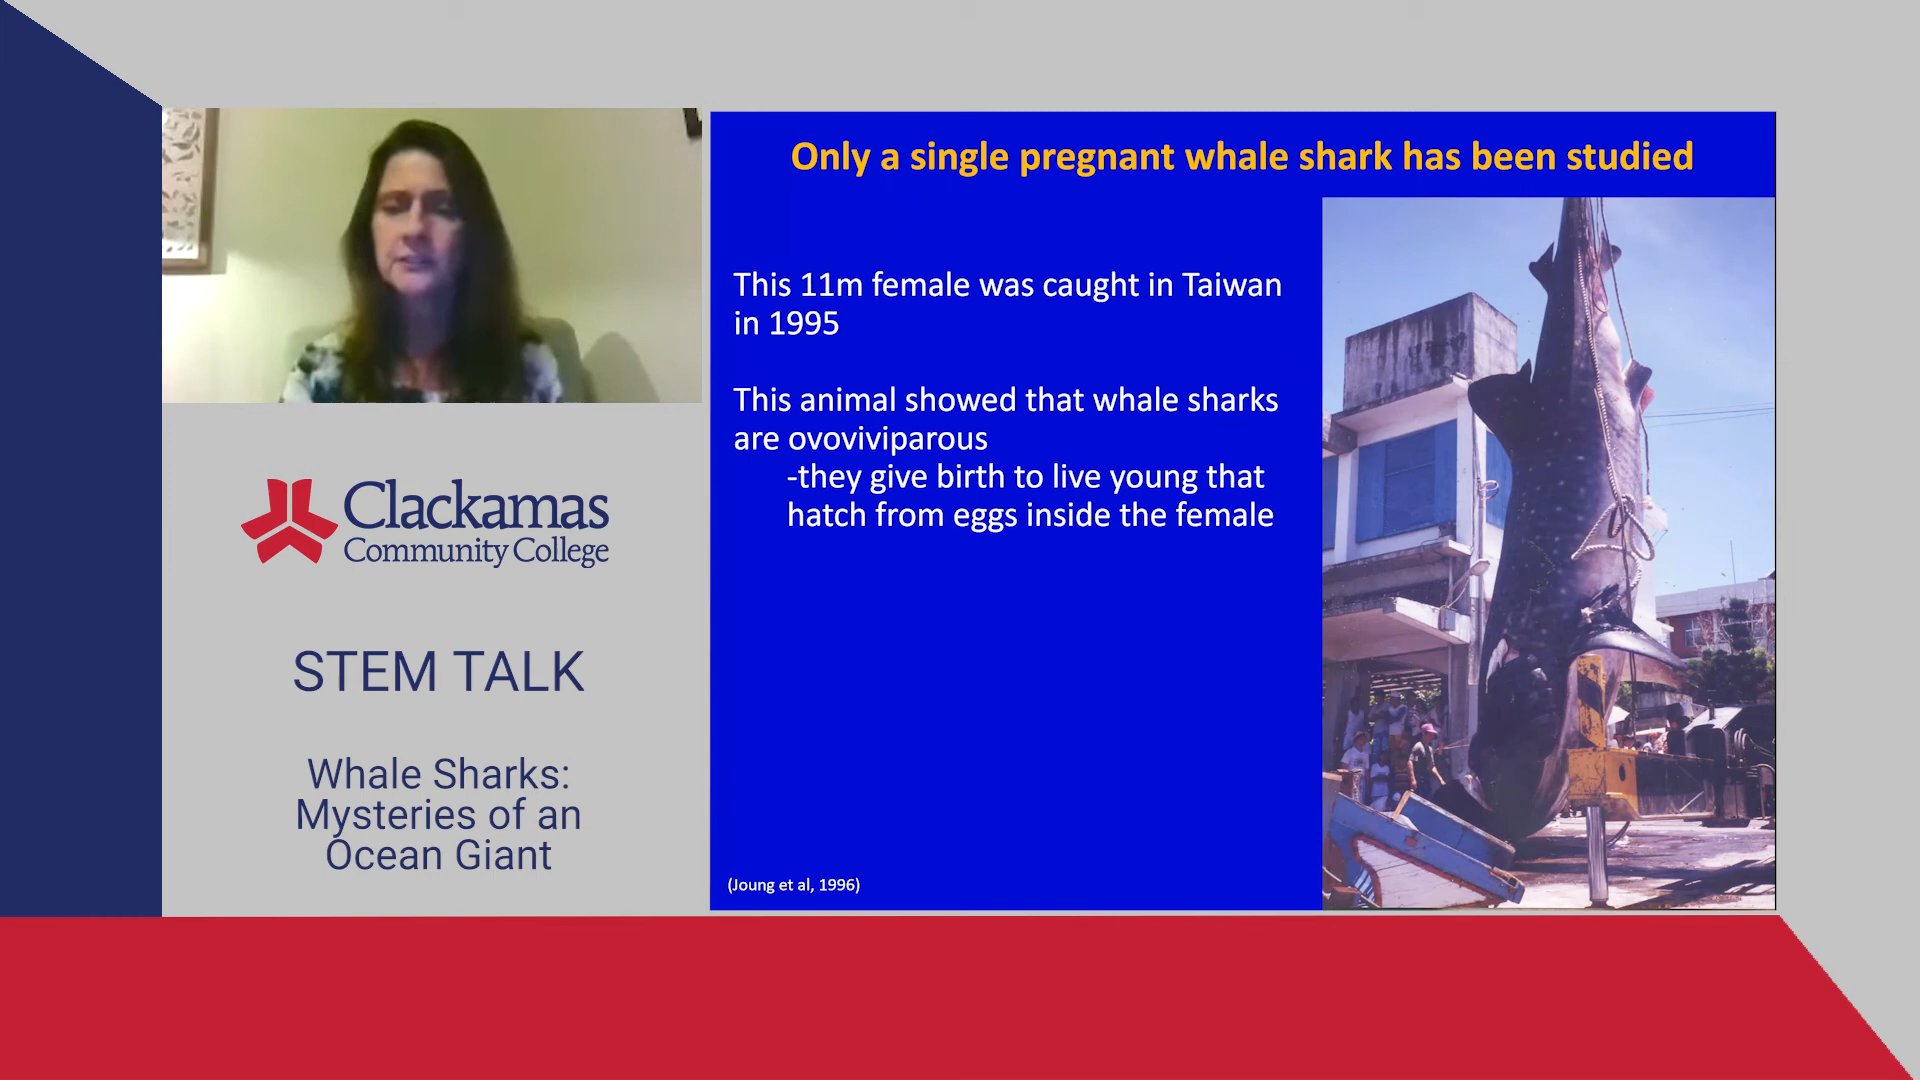 Clackamas
Community College
STEM TALK
Whale Sharks:
Mysteries of an
Ocean Giant
Only a single pregnant whale shark has been studied
This 11m female was caught in Taiwan
in 1995
This animal showed that whale sharks
are ovoviviparous
-they give birth to live young that
hatch from eggs inside the female
(Joung et al, 1996)